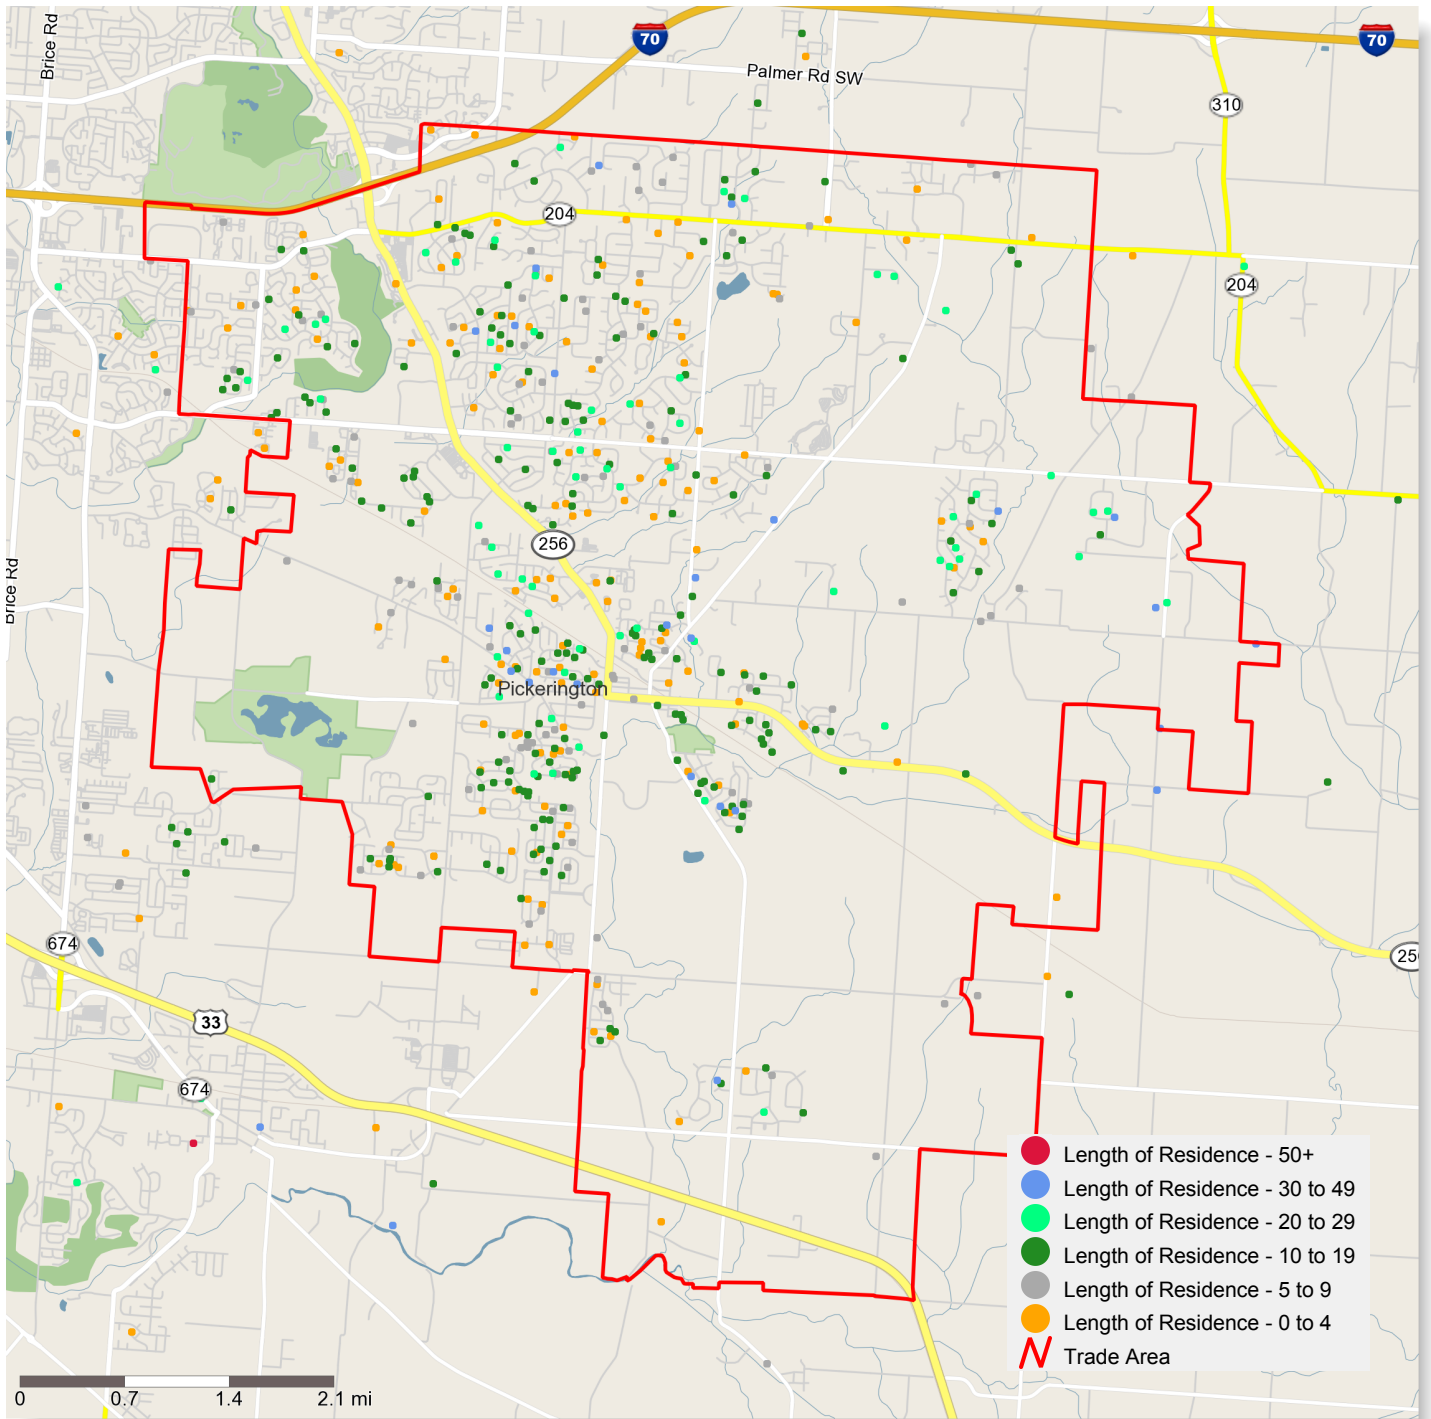 Brice Rd
70
70
Palmer Rd SW
310
204
204
256
Brice Rd
Pickerington
674
25
33
674
Length of Residence - 50+
Length of Residence - 30 to 49
Length of Residence - 20 to 29
Length of Residence - 10 to 19
Length of Residence - 5 to 9
Length of Residence - 0 to 4
Trade Area
0 0.7 1.4 2.1 mi